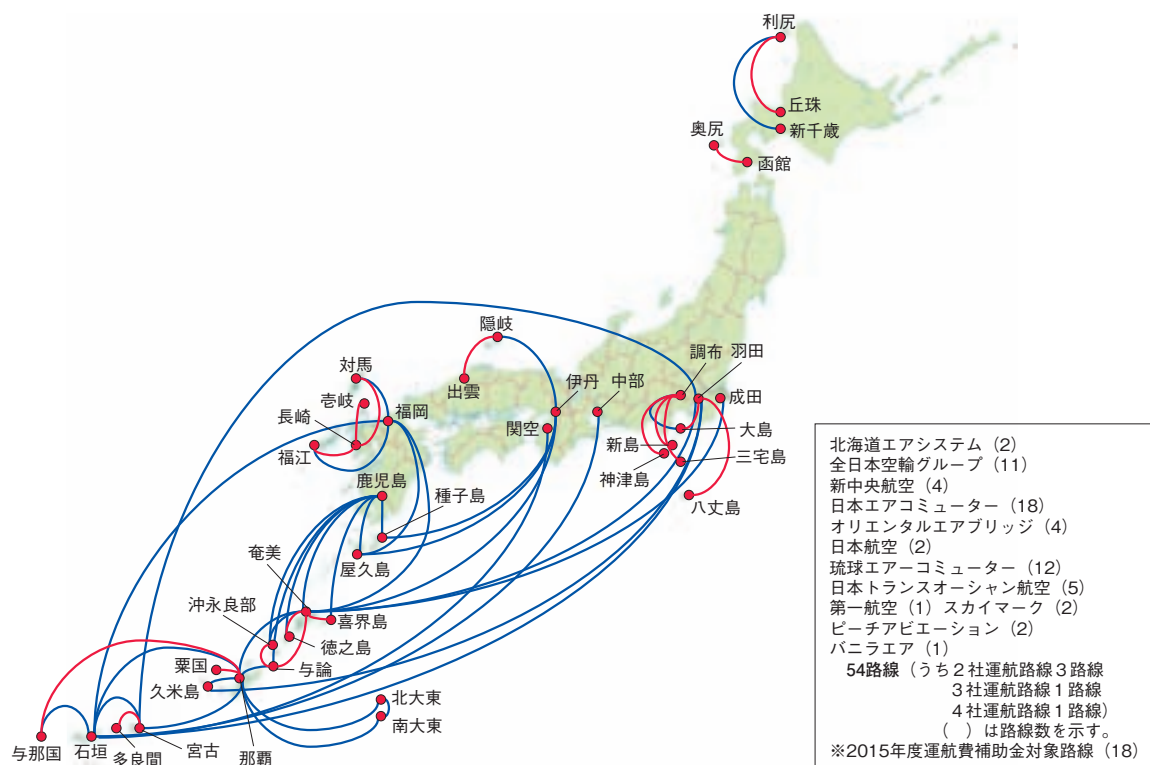 利尻
丘珠
新千歳
奥尻
函館
隠岐
出雲
対馬
壱岐
長崎
福岡
福江
伊丹
中部
関空
調布
羽田
成田
大島
新島
三宅島
神津島
八丈島
鹿児島
種子島
屋久島
奄美
喜界島
沖永良部
徳之島
与論
粟国
久米島
北大東
南大東
与那国
石垣
多良間
宮古
那覇
北海道エアシステム（2）
全日本空輸グループ（11）
新中央航空（4）
日本エアコミューター（18）
オリエンタルエアブリッジ（4）
日本航空（2）
琉球エアーコミューター（12）
日本トランスオーシャン航空（5）
第一航空（1）スカイマーク（2）
ピーチアビエーション（2）
バニラエア（1）
54路線（うち２社運航路線３路線
３社運航路線１路線
４社運航路線１路線）
（　）は路線数を示す。
※2015年度運航費補助金対象路線（18）